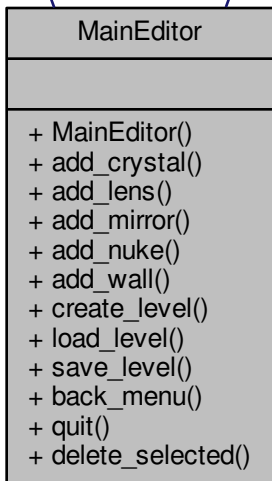 MainEditor
+ MainEditor()
+ add_crystal()
+ add_lens()
+ add_mirror()
+ add_nuke()
+ add_wall()
+ create_level()
+ load_level()
+ save_level()
+ back_menu()
+ quit()
+ delete_selected()